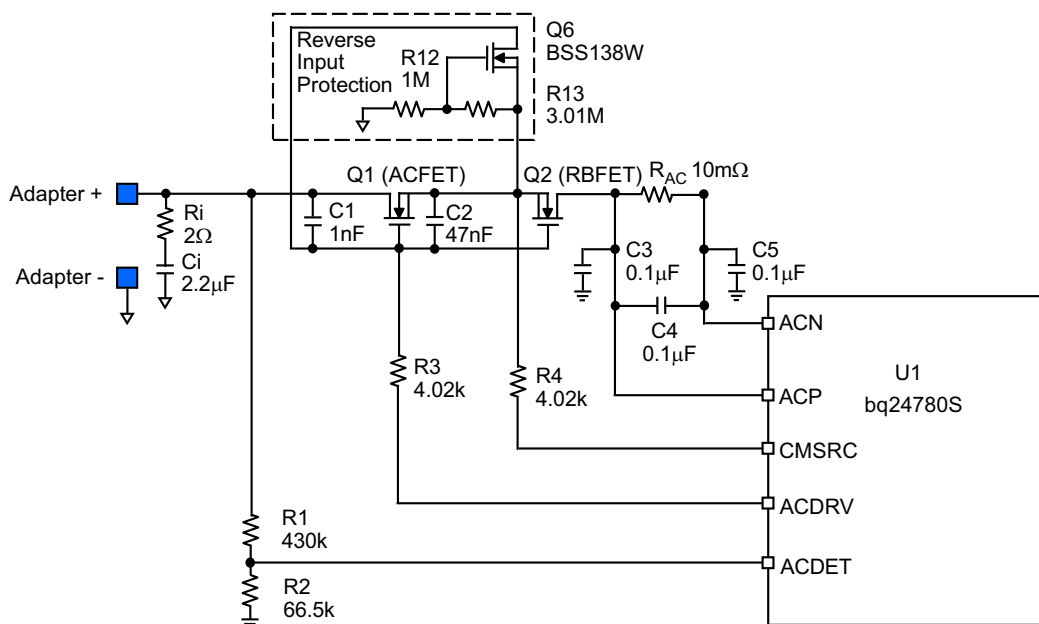 Reverse
Input
Protection
R12
1M
Q6
BSS138W
R13
3.01M
Q1 (ACFET)
Q2 (RBFET)
RAC 10mΩ
Adapter +
Ri
2Ω
Ci
2.2µF
Adapter -
C1
1nF
C2
47nF
C3
0.1µF
C5
0.1µF
C4
0.1µF
R3
4.02k
R4
4.02k
R1
430k
R2
66.5k
ACN
ACP
CMSRC
ACDRV
ACDET
U1
bq24780S